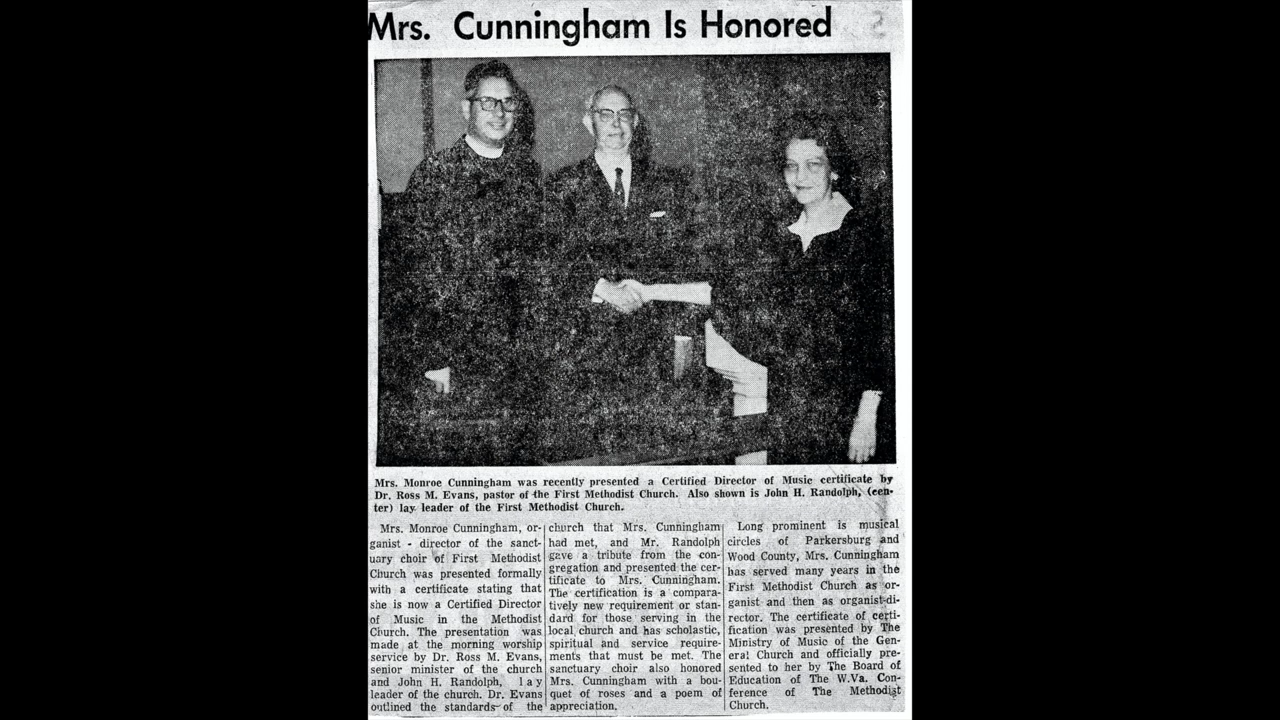 Mrs. Cunningham Is Honored
Mrs. Monroe Cunningham was recently presented a Certified Director of Music certificate by
Dr. Ross M. Evans, pastor of the First Methodist Church. Also shown is John H. Randolph, (cen-
ter) lay leader of the First Methodist Church.
Mrs. Monroe Cunningham, or-
ganist - director of the sanct-
uary choir of First Methodist
Church was presented formally
with a certificate stating that
she is now a Certified Director
of Music in the Methodist
Church. The presentation was
made at the morning worship
service by Dr. Ross M. Evans,
senior minister of the church
and John H. Randolph, lay
leader of the church. Dr. Evans
outlined the standards of the
church that Mrs. Cunningham
had met, and Mr. Randolph
gave a tribute from the con-
gregation and presented the cer-
tificate to Mrs. Cunningham.
The certification is a compara-
tively new requirement or stan-
dard for those serving in the
local church and has scholastic,
spiritual and service require-
ments that must be met. The
sanctuary choir also honored
Mrs. Cunningham with a bou-
quet of roses and a poem of
appreciation.
Long prominent is musical
circles of Parkersburg and
Wood County, Mrs. Cunningham
has served many years in the
First Methodist Church as or-
ganist and then as organist-di-
rector. The certificate of certi-
fication was presented by The
Ministry of Music of the Gen-
eral Church and officially pre-
sented to her by The Board of
Education of The W.Va. Con-
ference of The Methodist
Church.